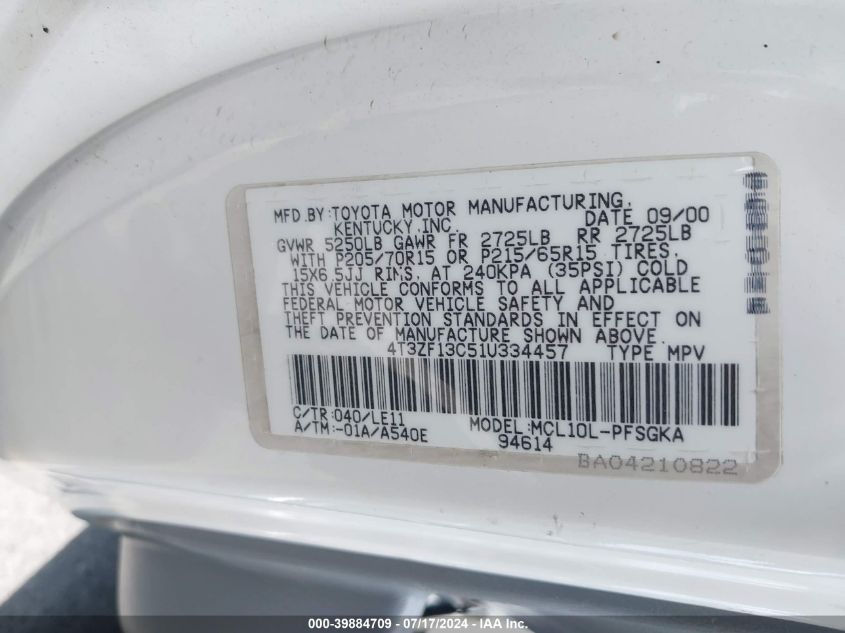 MFD.BY:TOYOTA MOTOR MANUFACTURING,
KENTUCKY,INC. DATE 09/00
GVWR 5250LB GAWR FR 2725LB RR 2725LB
WITH P205/70R15 OR P215/65R15 TIRES,
15X6.5JJ RIMS, AT 240KPA (35PSI) COLD
THIS VEHICLE CONFORMS TO ALL APPLICABLE
FEDERAL MOTOR VEHICLE SAFETY AND
THEFT PREVENTION STANDARDS IN EFFECT ON
THE DATE OF MANUFACTURE SHOWN ABOVE.
4T3ZF13C51U334457 TYPE MPV
C/TR:040/LE11 MODEL:MCL10L-PFSGKA
A/TM:-01A/A540E 94614
BA04210822
000-39884709 - 07/17/2024 - IAA, Inc.